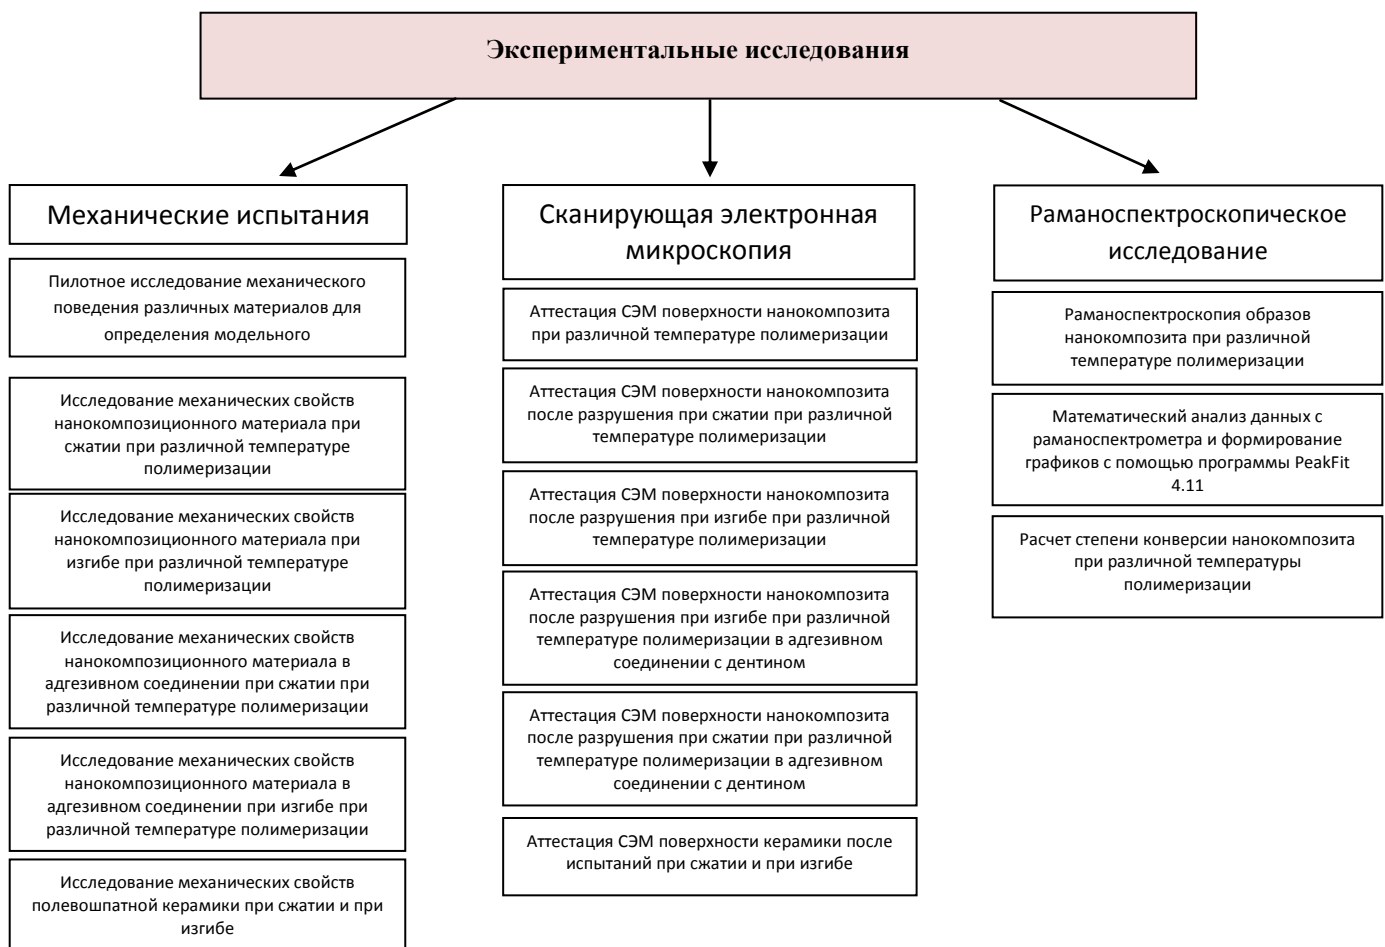 Экспериментальные исследования
Механические испытания
Пилотное исследование механического
поведения различных материалов для
определения модельного
Исследование механических свойств
нанокомпозиционного материала при
сжатии при различной температуре
полимеризации
Исследование механических свойств
нанокомпозиционного материала при
изгибе при различной температуре
полимеризации
Исследование механических свойств
нанокомпозиционного материала в
адгезивном соединении при сжатии при
различной температуре полимеризации
Исследование механических свойств
нанокомпозиционного материала в
адгезивном соединении при изгибе при
различной температуре полимеризации
Исследование механических свойств
полевошпатной керамики при сжатии и при
изгибе
Сканирующая электронная
микроскопия
Аттестация СЭМ поверхности нанокомпозита
при различной температуре полимеризации
Аттестация СЭМ поверхности нанокомпозита
после разрушения при сжатии при различной
температуре полимеризации
Аттестация СЭМ поверхности нанокомпозита
после разрушения при изгибе при различной
температуре полимеризации
Аттестация СЭМ поверхности нанокомпозита
после разрушения при изгибе при различной
температуре полимеризации в адгезивном
соединении с дентином
Аттестация СЭМ поверхности нанокомпозита
после разрушения при сжатии при различной
температуре полимеризации в адгезивном
соединении с дентином
Аттестация СЭМ поверхности керамики после
испытаний при сжатии и при изгибе
Раманоспектроскопическое
исследование
Раманоспектроскопия образов
нанокомпозита при различной
температуре полимеризации
Математический анализ данных с
раманоспектрометра и формирование
графиков с помощью программы PeakFit
4.11
Расчет степени конверсии нанокомпозита
при различной температуры
полимеризации